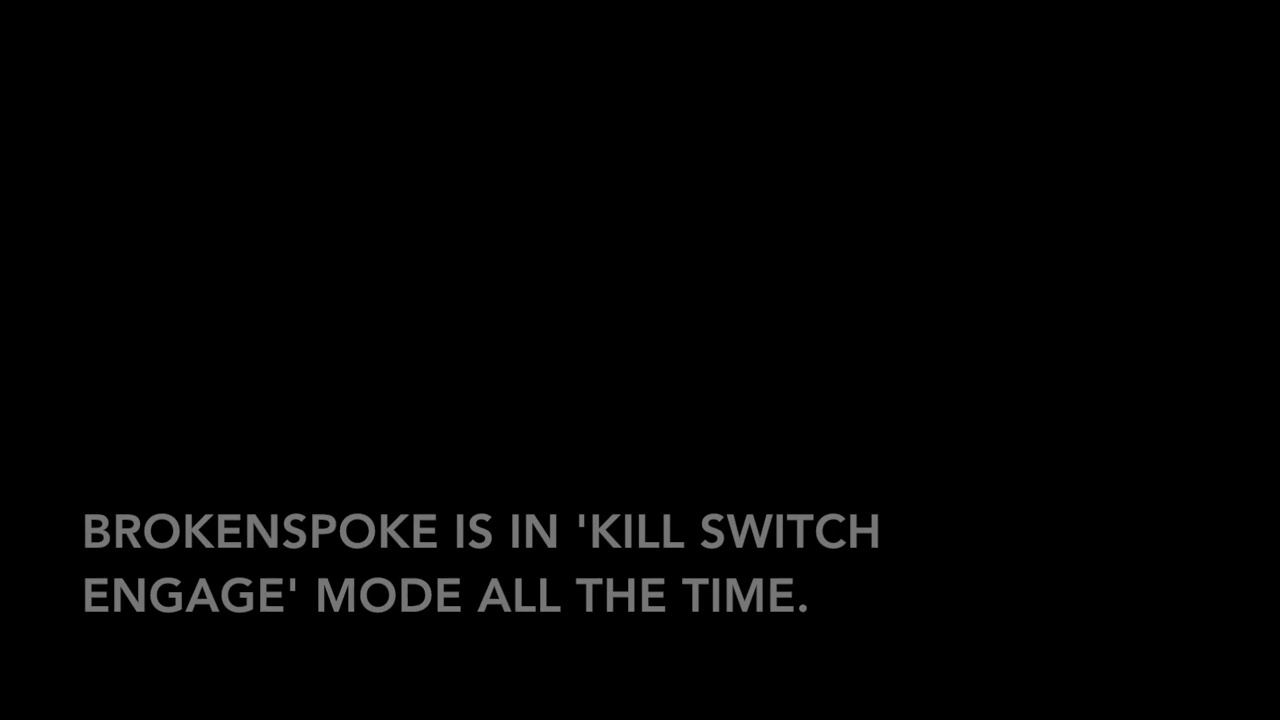 BROKENSPOKE IS IN 'KILL SWITCH
ENGAGE' MODE ALL THE TIME.